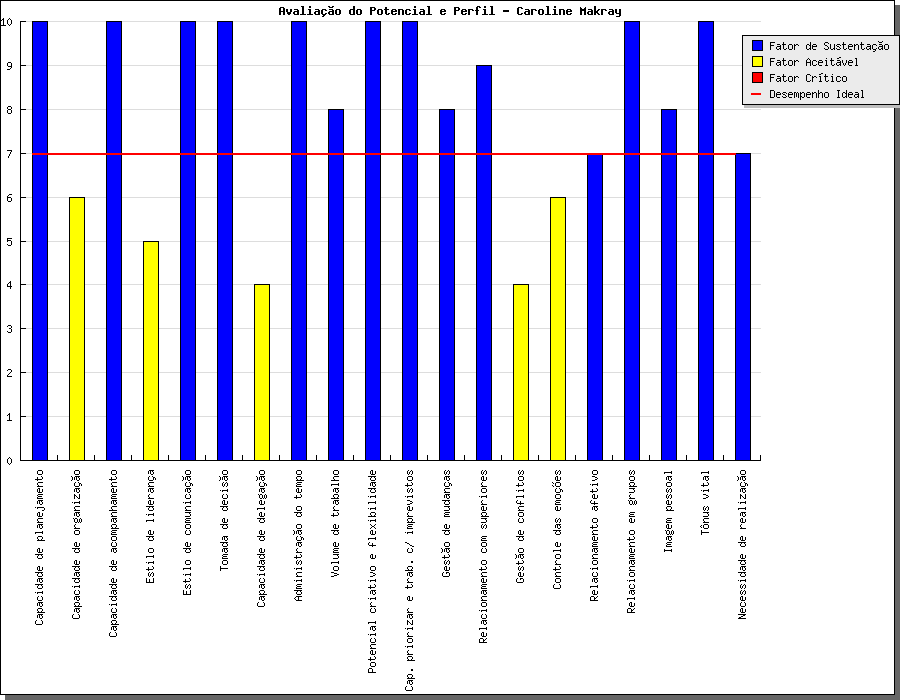 Avaliação do Potencial e Perfil - Caroline Makray
Fator de Sustentação
Fator Aceitável
Fator Crítico
Desempenho Ideal
10
9
8
7
6
5
4
3
2
1
0
Capacidade de planejamento
Capacidade de organização
Capacidade de acompanhamento
Estilo de liderança
Estilo de comunicação
Tomada de decisão
Capacidade de delegação
Administração do tempo
Volume de trabalho
Potencial criativo e flexibilidade
Cap. priorizar e trab. c/ imprevistos
Gestão de mudanças
Relacionamento com superiores
Gestão de conflitos
Controle das emoções
Relacionamento afetivo
Relacionamento em grupos
Imagem pessoal
Tônus vital
Necessidade de realização